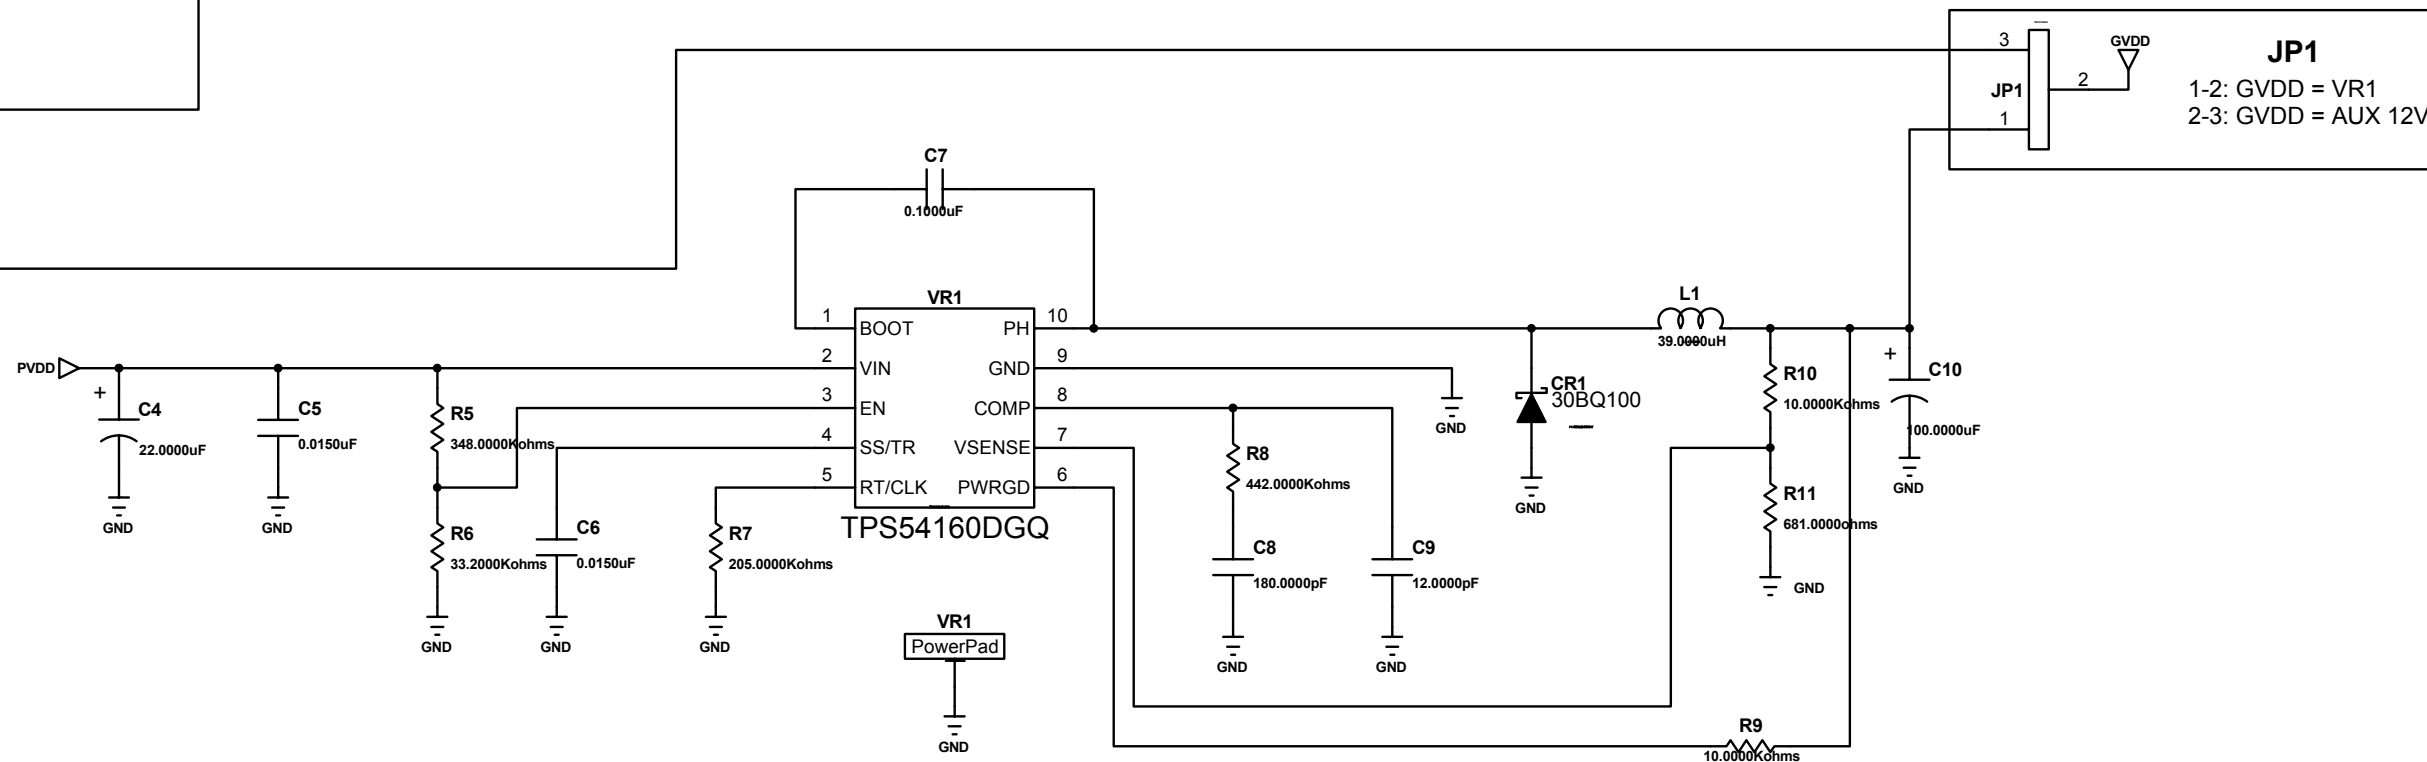 3
GVDD
JP1
JP1
2
1-2: GVDD = VR1
1
2-3: GVDD = AUX 12V
C7
0.1000uF
VR1
1
BOOT
PH
10
2
VIN
GND
9
3
EN
COMP
8
4
SS/TR
VSENSE
7
5
RT/CLK
PWRGD
6
TPS54160DGQ
PVDD
+
C4
22.0000uF
GND
C5
0.0150uF
GND
R5
348.0000Kohms
R6
33.2000Kohms
GND
C6
0.0150uF
GND
R7
205.0000Kohms
GND
VR1
PowerPad
GND
R8
442.0000Kohms
C8
180.0000pF
GND
C9
12.0000pF
GND
GND
CR1
30BQ100
GND
L1
39.0000uH
R10
10.0000Kohms
R11
681.0000ohms
GND
+
C10
100.0000uF
GND
R9
10.0000Kohms